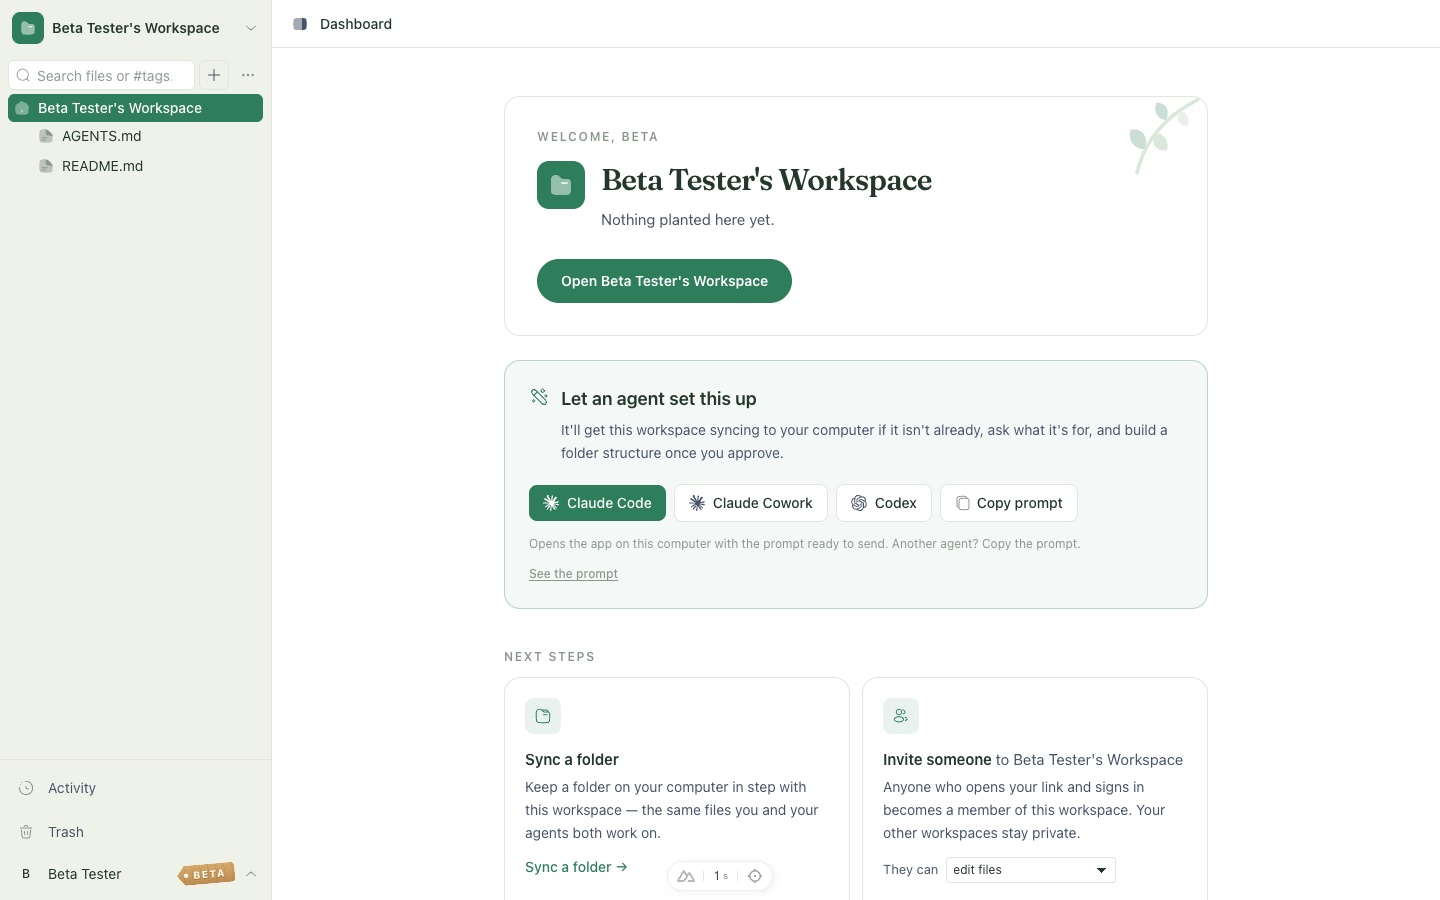 Beta Tester's Workspace
Search files or #tags.
Beta Tester's Workspace
AGENTS.md
README.md
Activity
Trash
B Beta Tester BETA
Dashboard
WELCOME, BETA
Beta Tester's Workspace
Nothing planted here yet.
Open Beta Tester's Workspace
Let an agent set this up
It'll get this workspace syncing to your computer if it isn't already, ask what it's for, and build a
folder structure once you approve.
Claude Code
Claude Cowork
Codex
Copy prompt
Opens the app on this computer with the prompt ready to send. Another agent? Copy the prompt.
See the prompt
NEXT STEPS
Sync a folder
Keep a folder on your computer in step with
this workspace — the same files you and your
agents both work on.
Sync a folder →
Invite someone to Beta Tester's Workspace
Anyone who opens your link and signs in
becomes a member of this workspace. Your
other workspaces stay private.
They can edit files
1 s